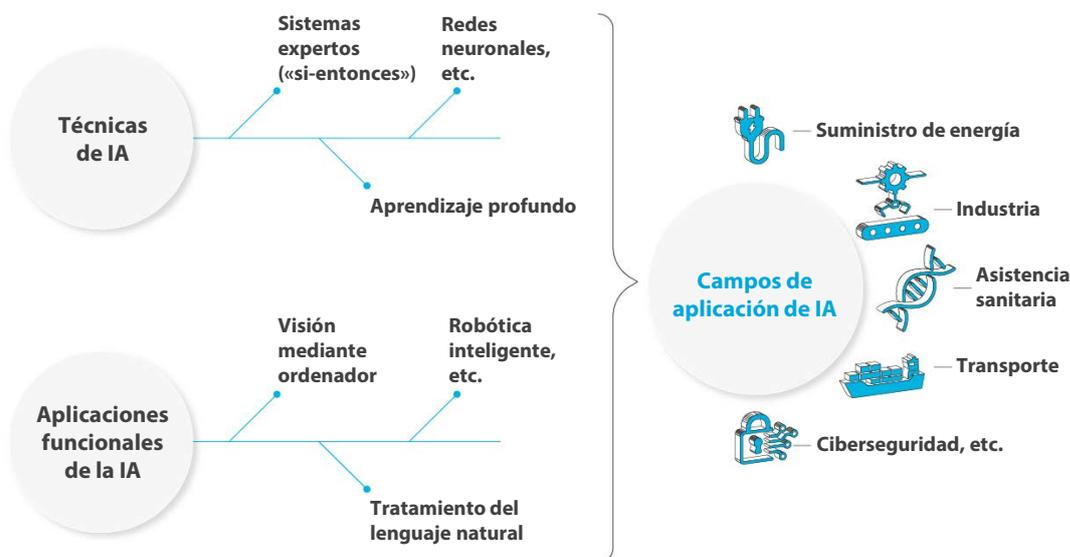 Técnicas
de IA
Sistemas
expertos
(«si-entonces»)
Redes
neuronales,
etc.
Aprendizaje profundo
Aplicaciones
funcionales
de la IA
Visión
mediante
ordenador
Robótica
inteligente,
etc.
Tratamiento del
lenguaje natural
Campos de
aplicación de IA
Suministro de energía
Industria
Asistencia
sanitaria
Transporte
Ciberseguridad, etc.